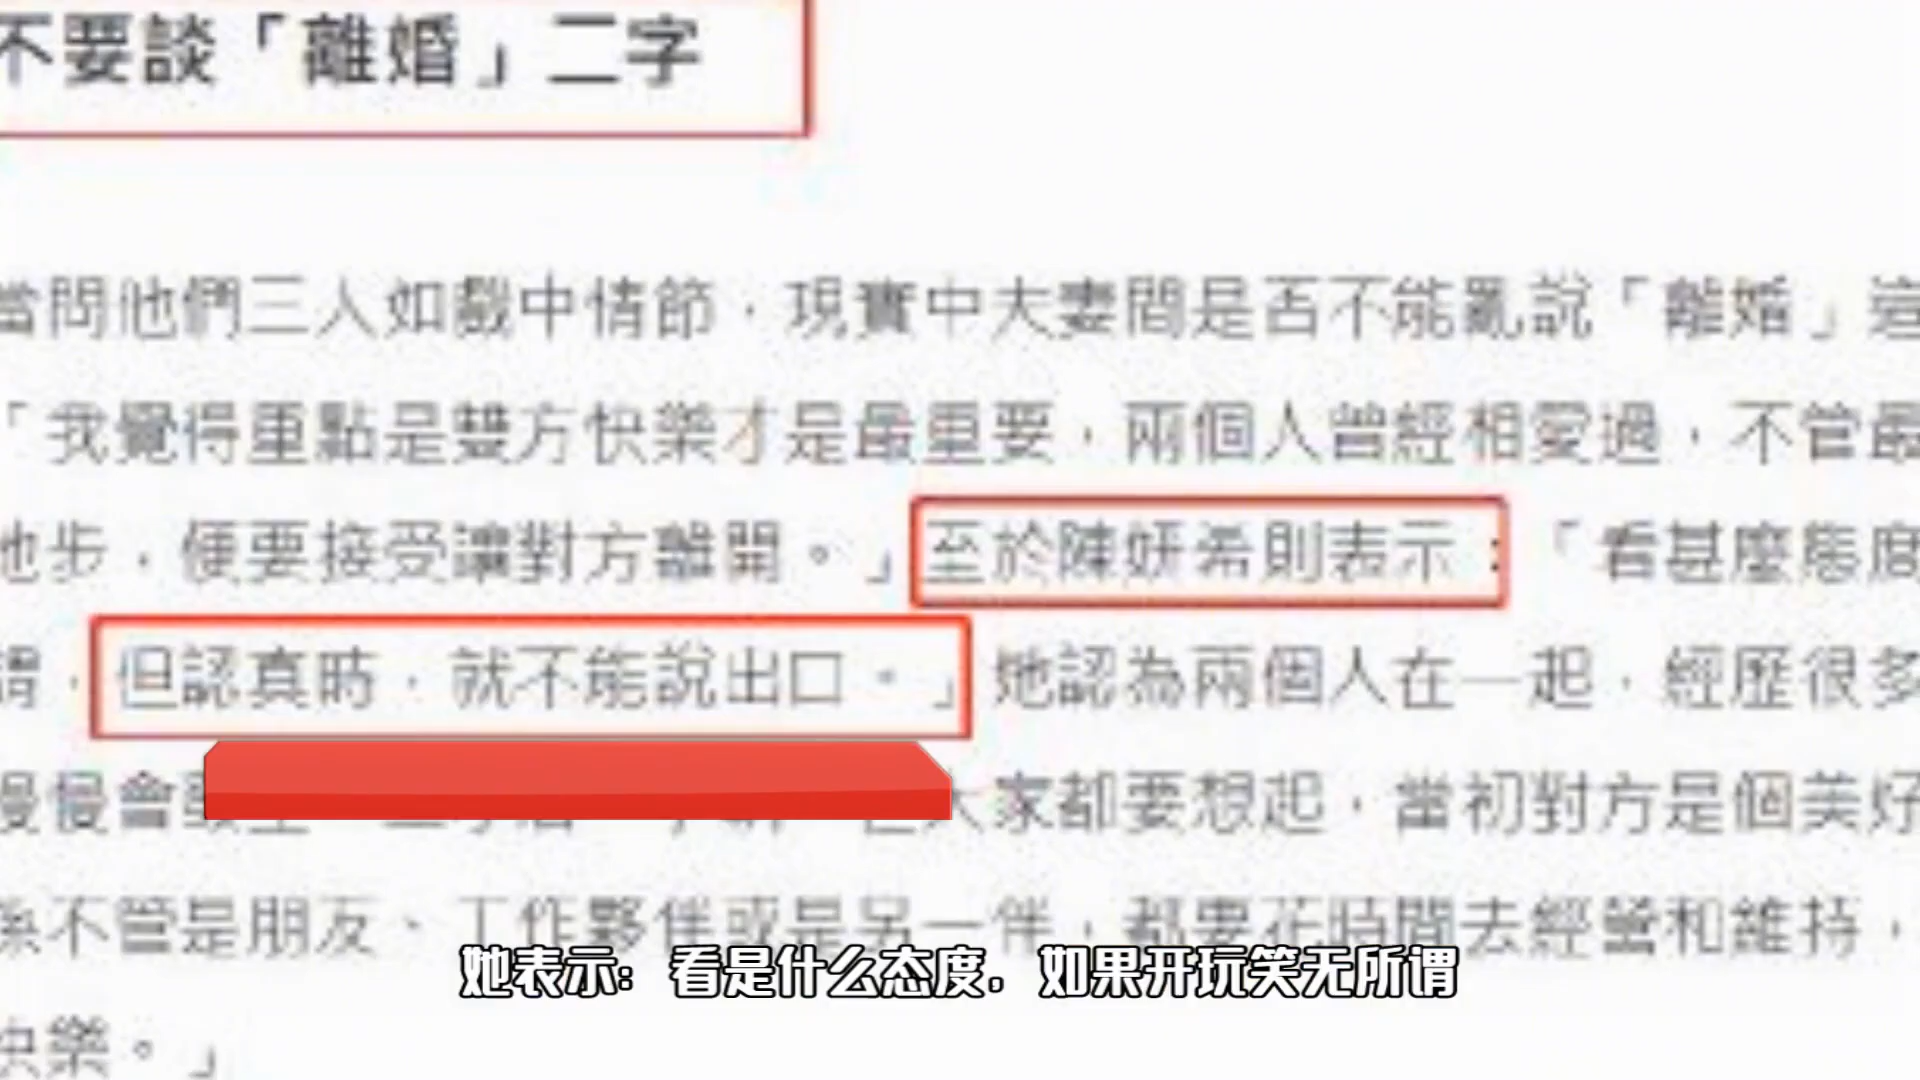 不要談「離婚」二字
當問他們三人如戲中情節，現實中夫妻間是否不能亂說「離婚」這
「我覺得重點是雙方快樂才是最重要，兩個人曾經相愛過，不管最
地步，便要接受讓對方離開。」至於陳妍希則表示：「看甚麼態度
謂，但認真時，就不能說出口。」她認為兩個人在一起，經歷很多
慢慢會 大家都要想起，當初對方是個美好
係不管是朋友、工作夥伴或是另一伴，都要花時間去經營和維持，
快樂。」
她表示：看是什么态度，如果开玩笑无所谓